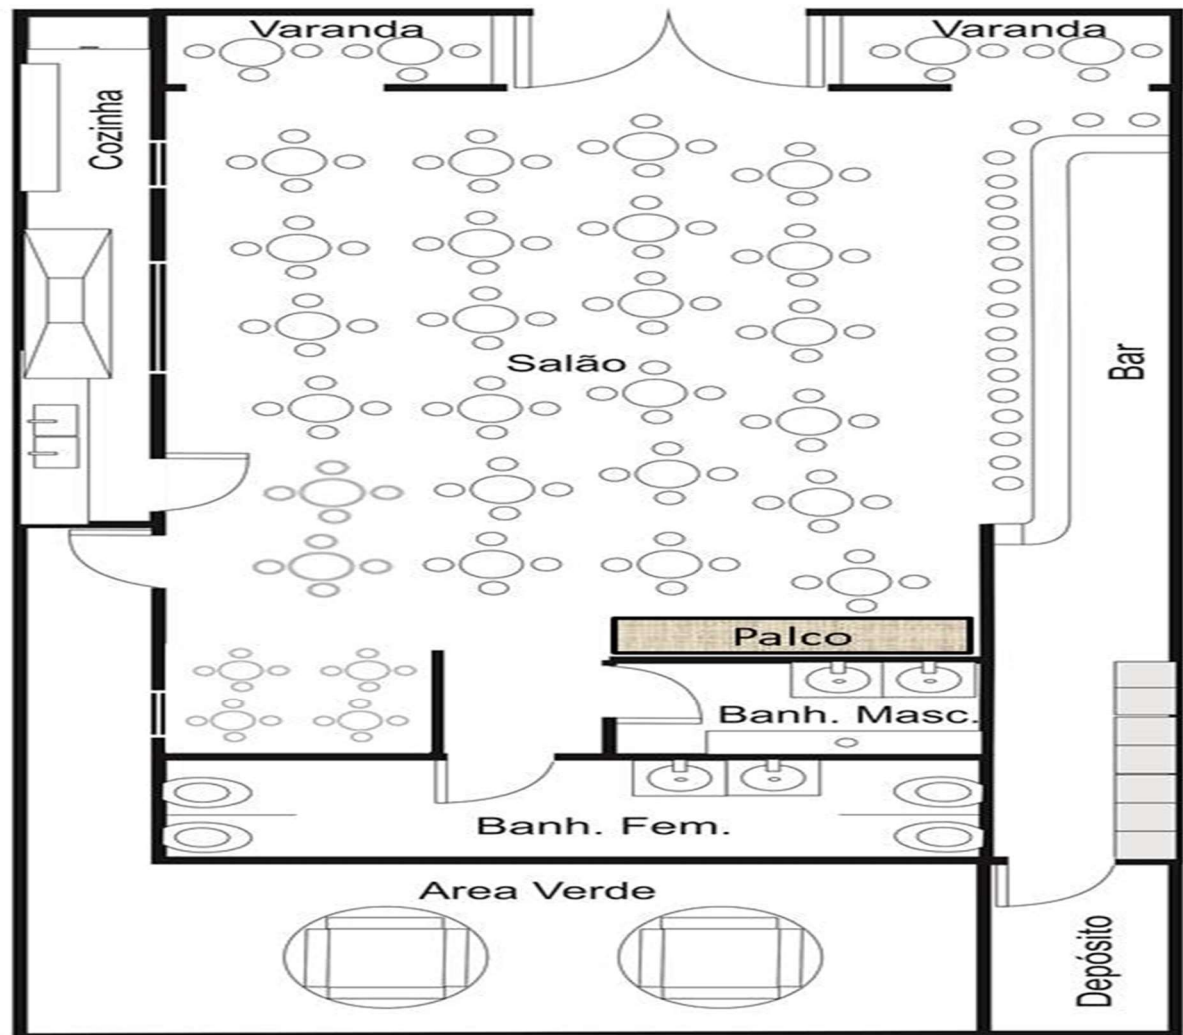 Varanda
Varanda
Cozinha
Salão
Bar
Palco
Banh. Masc.
Banh. Fem.
Area Verde
Depósito